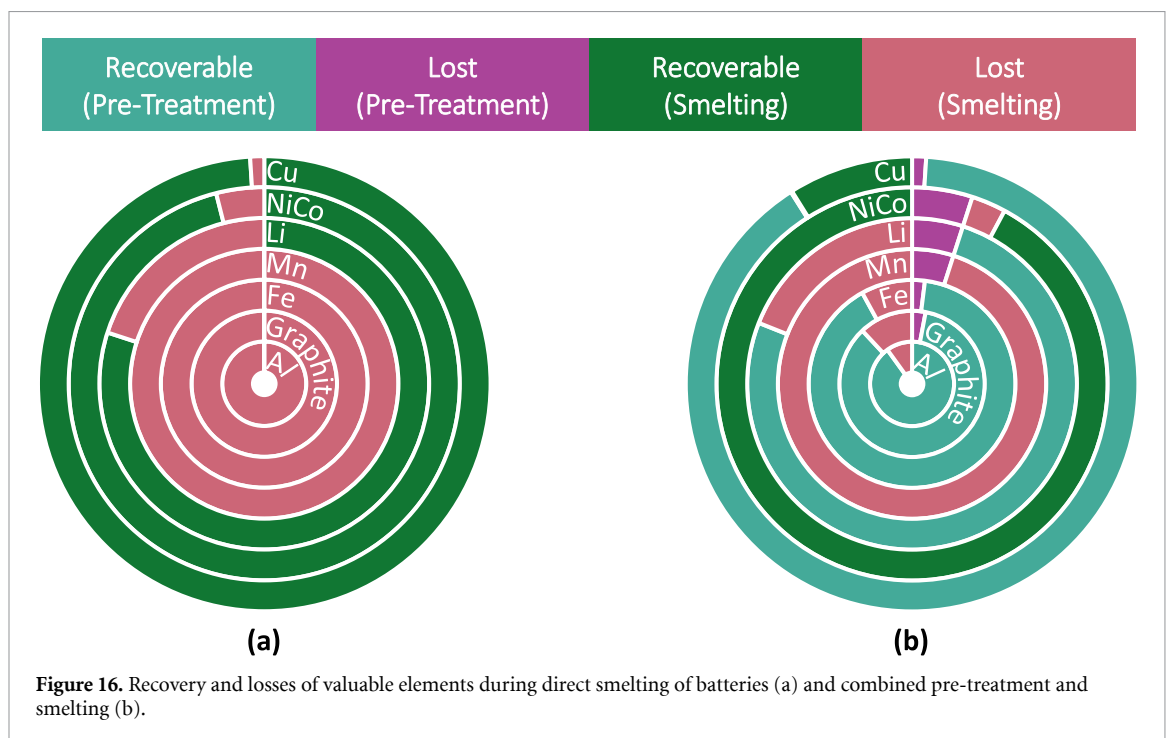 Recoverable
(Pre-Treatment)
Lost
(Pre-Treatment)
Recoverable
(Smelting)
Lost
(Smelting)
Cu
NiCo
Li
Mn
Fe
Graphite
Al
(a)
Cu
NiCo
Li
Mn
Fe
Graphite
Al
(b)
Figure 16. Recovery and losses of valuable elements during direct smelting of batteries (a) and combined pre-treatment and
smelting (b).